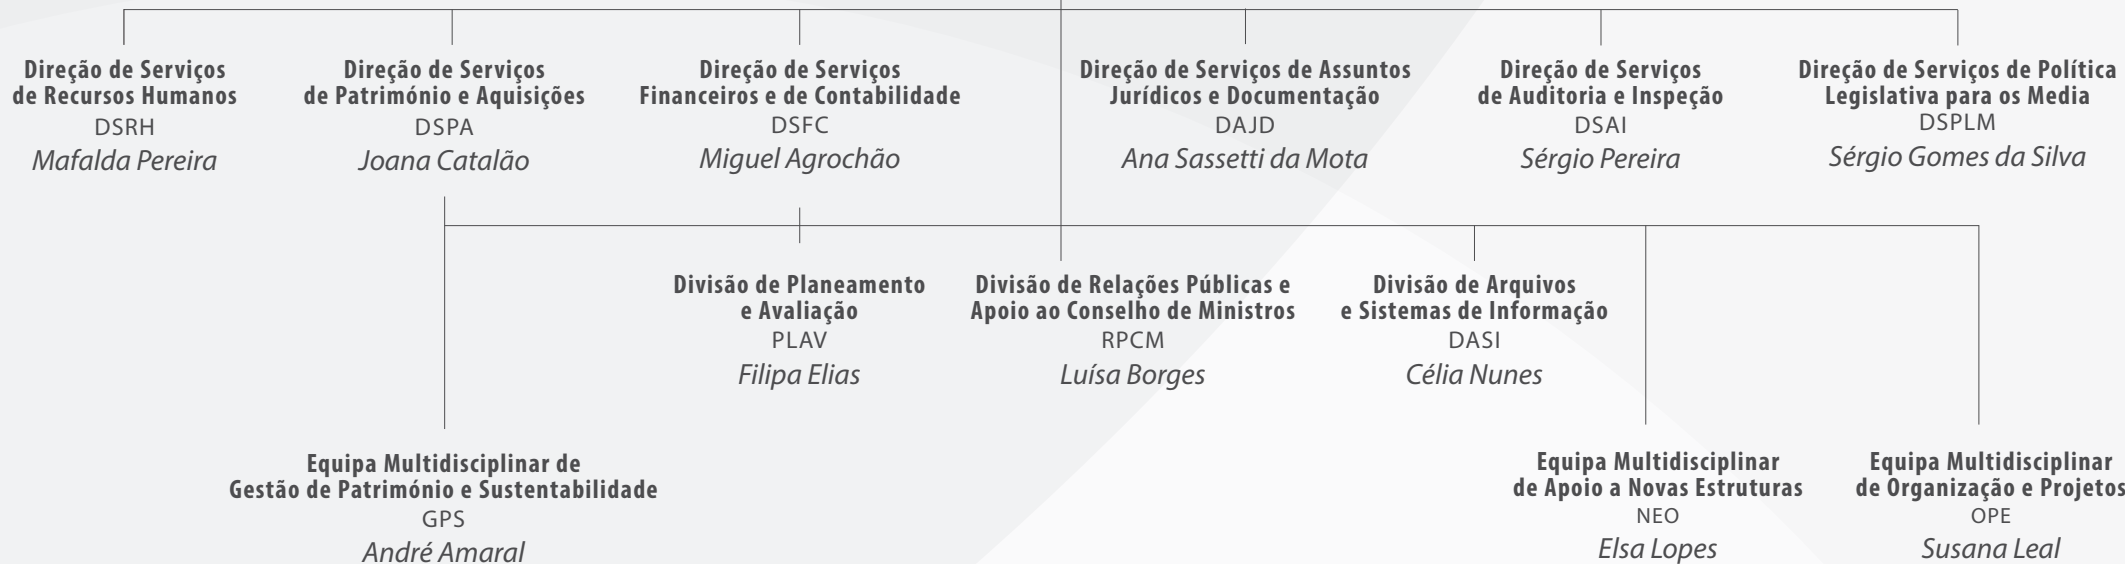 Direção de Serviços
de Recursos Humanos
DSRH
Mafalda Pereira
Direção de Serviços
de Património e Aquisições
DSPA
Joana Catalão
Direção de Serviços
Financeiros e de Contabilidade
DSFC
Miguel Agrochão
Direção de Serviços de Assuntos
Jurídicos e Documentação
DAJD
Ana Sassetti da Mota
Direção de Serviços
de Auditoria e Inspeção
DSAI
Sérgio Pereira
Direção de Serviços de Política
Legislativa para os Media
DSPLM
Sérgio Gomes da Silva
Divisão de Planeamento
e Avaliação
PLAV
Filipa Elias
Divisão de Relações Públicas e
Apoio ao Conselho de Ministros
RPCM
Luísa Borges
Divisão de Arquivos
e Sistemas de Informação
DASI
Célia Nunes
Equipa Multidisciplinar de
Gestão de Património e Sustentabilidade
GPS
André Amaral
Equipa Multidisciplinar
de Apoio a Novas Estruturas
NEO
Elsa Lopes
Equipa Multidisciplinar
de Organização e Projetos
OPE
Susana Leal